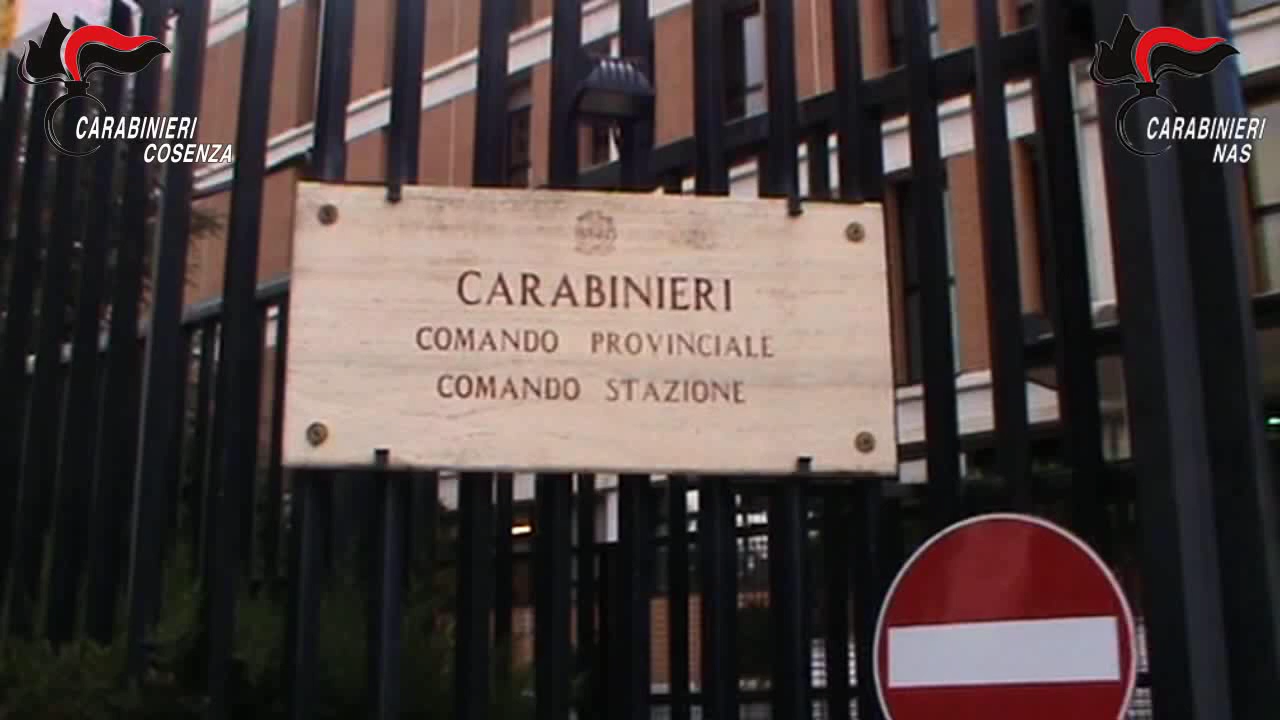 CARABINIERI
COSENZA
CARABINIERI
NAS
CARABINIERI
COMANDO PROVINCIALE
COMANDO STAZIONE